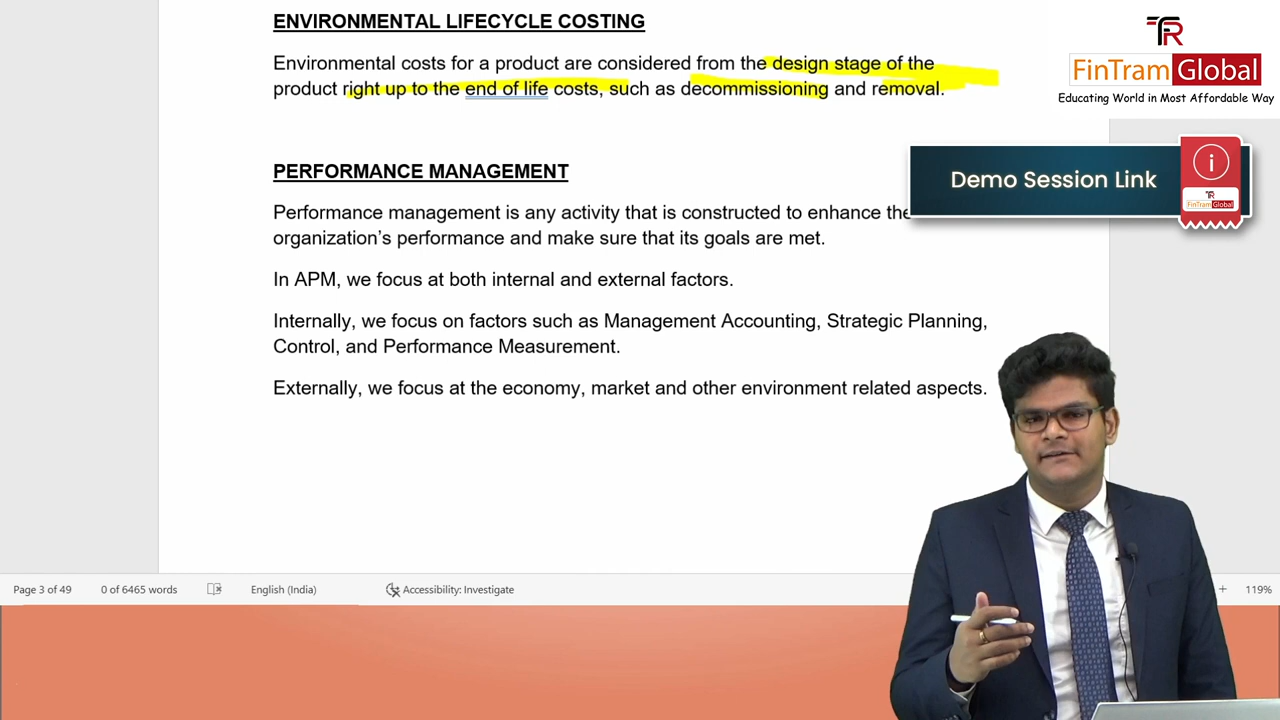 ENVIRONMENTAL LIFECYCLE COSTING
Environmental costs for a product are considered from the design stage of the
product right up to the end of life costs, such as decommissioning and removal.
PERFORMANCE MANAGEMENT
Performance management is any activity that is constructed to enhance the
organization's performance and make sure that its goals are met.
In APM, we focus at both internal and external factors.
Internally, we focus on factors such as Management Accounting, Strategic Planning,
Control, and Performance Measurement.
Externally, we focus at the economy, market and other environment related aspects.
TR
FinTram Global
Educating World in Most Affordable Way
Demo Session Link
i
TR
FinTram Global
Page 3 of 49
0 of 6465 words
English (India)
Accessibility: Investigate
+
119%